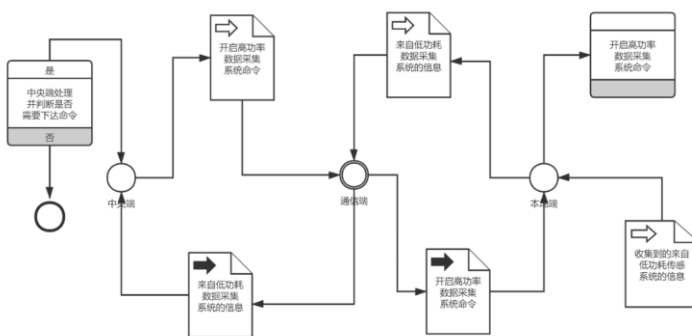 是
中央端处理
并判断是否
需要下达命令
否
中央端
开启高功率
数据采集
系统命令
来自低功耗
数据采集
系统的信息
通信端
来自低功耗
数据采集
系统的信息
开启高功率
数据采集
系统命令
本地端
开启高功率
数据采集
系统命令
收集到的来自
低功耗传感
系统的信息